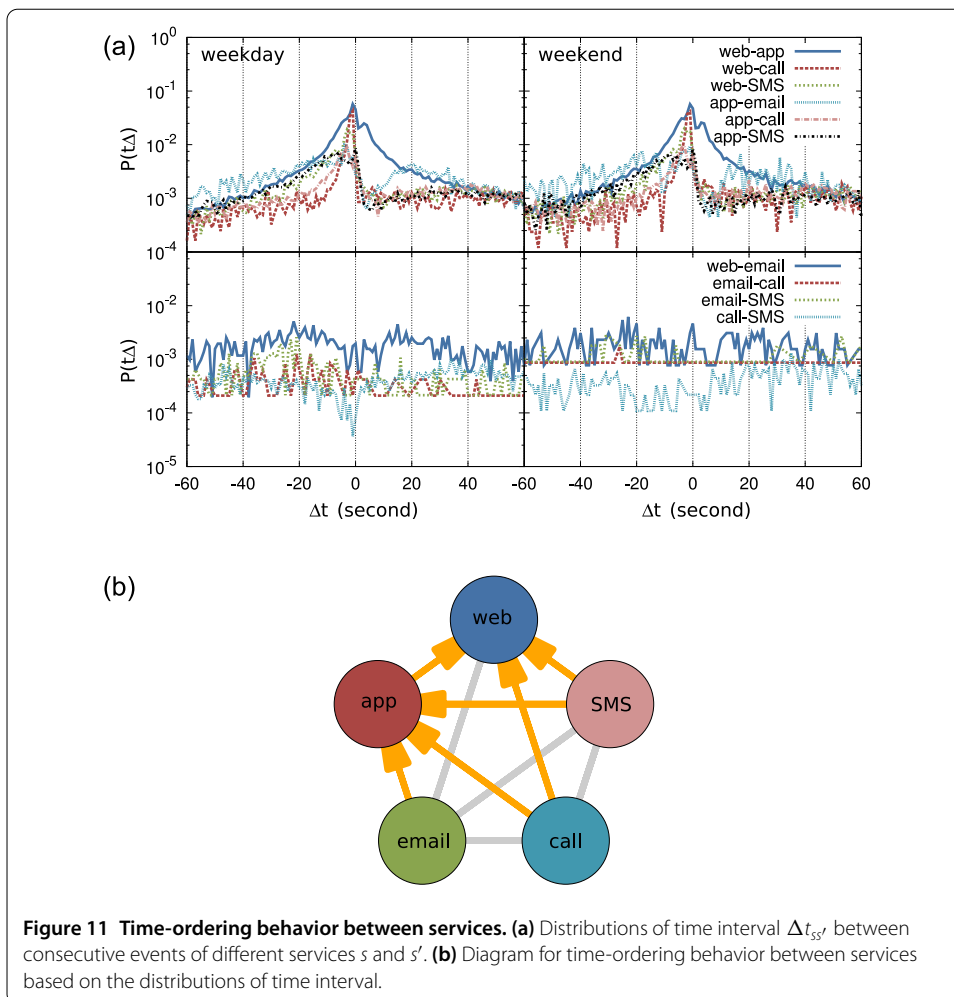 (a)
weekday
weekend
web-app
web-call
web-SMS
app-email
app-call
app-SMS
P(tΔ)
10^0
10^-1
10^-2
10^-3
10^-4
web-email
email-call
email-SMS
call-SMS
P(tΔ)
10^-2
10^-3
10^-4
10^-5
-60 -40 -20 0 20 40 -60 -40 -20 0 20 40 60
Δt (second) Δt (second)
(b)
web
app
SMS
email
call
Figure 11 Time-ordering behavior between services. (a) Distributions of time interval Δt_ss′ between
consecutive events of different services s and s′. (b) Diagram for time-ordering behavior between services
based on the distributions of time interval.